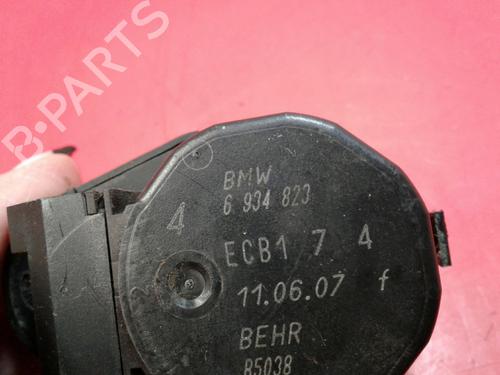 B-PARTS
BMW
6 934 823
4
ECB1 7 4
11.06.07 f
BEHR
85038